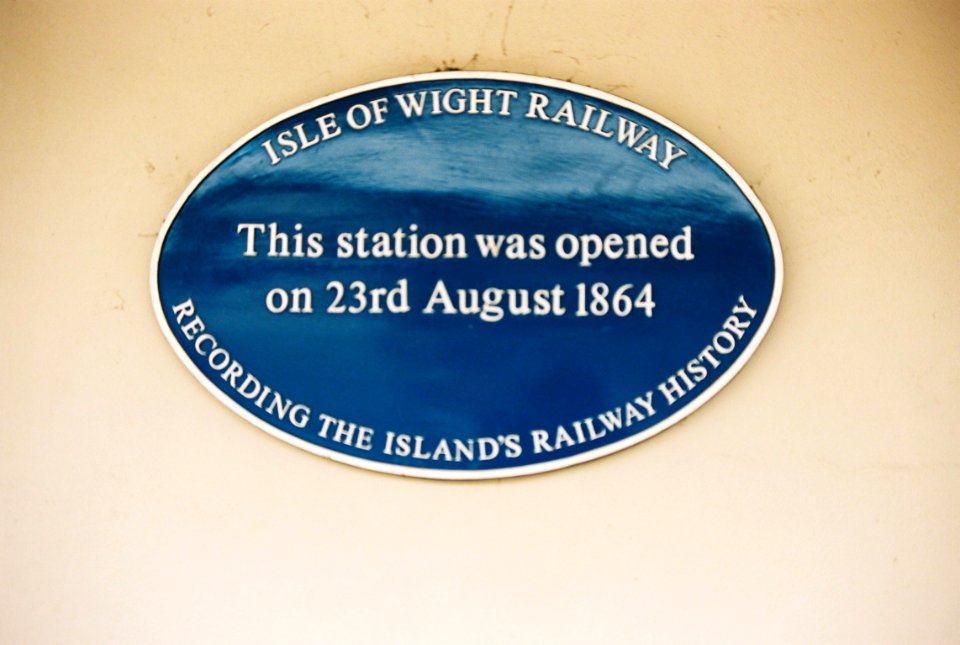 ISLE OF WIGHT RAILWAY
This station was opened
on 23rd August 1864
RECORDING THE ISLAND'S RAILWAY HISTORY